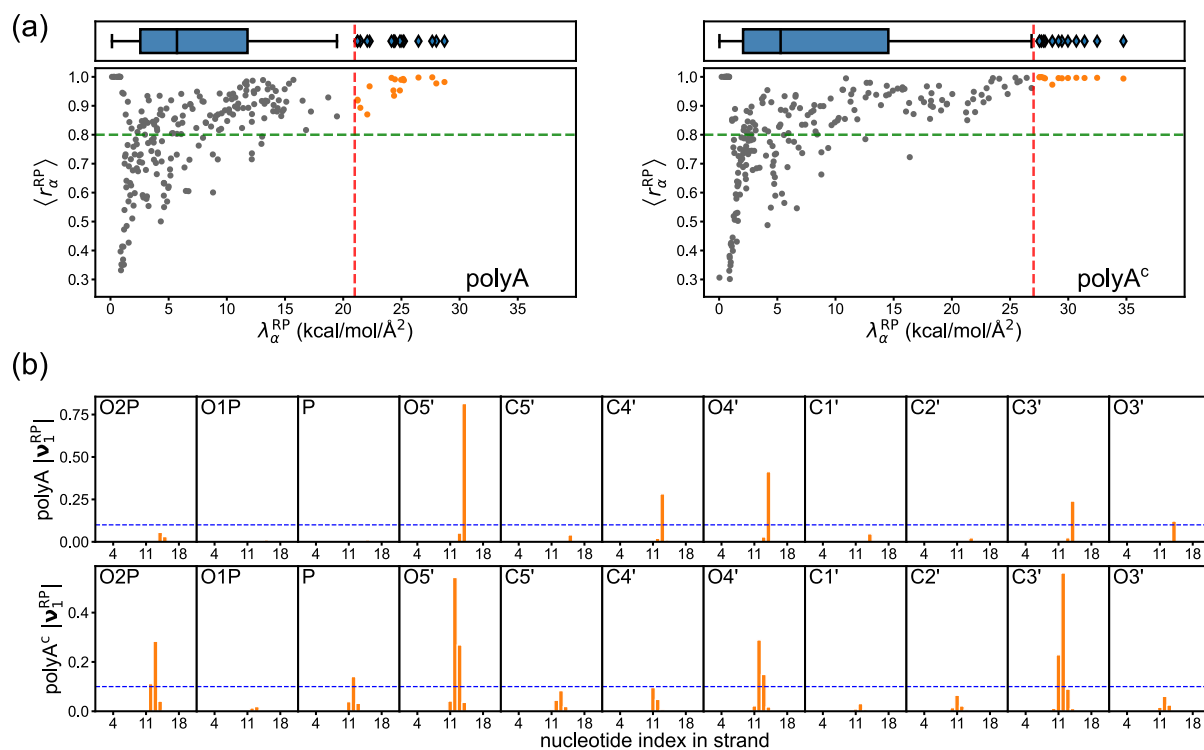 (a)
1.0
0.9
0.8
0.7
0.6
0.5
0.4
0.3
⟨r_α^RP⟩
polyA
0 5 10 15 20 25 30 35
λ_α^RP (kcal/mol/Å²)
1.0
0.9
0.8
0.7
0.6
0.5
0.4
0.3
⟨r_α^RP⟩
polyAᶜ
0 5 10 15 20 25 30 35
λ_α^RP (kcal/mol/Å²)
(b)
O2P O1P P O5' C5' C4' O4' C1' C2' C3' O3'
polyA |ν_1^RP|
0.75
0.50
0.25
0.00
4 11 18 4 11 18 4 11 18 4 11 18 4 11 18 4 11 18 4 11 18 4 11 18 4 11 18 4 11 18 4 11 18
O2P O1P P O5' C5' C4' O4' C1' C2' C3' O3'
polyAᶜ |ν_1^RP|
0.4
0.2
0.0
4 11 18 4 11 18 4 11 18 4 11 18 4 11 18 4 11 18 4 11 18 4 11 18 4 11 18 4 11 18 4 11 18
nucleotide index in strand